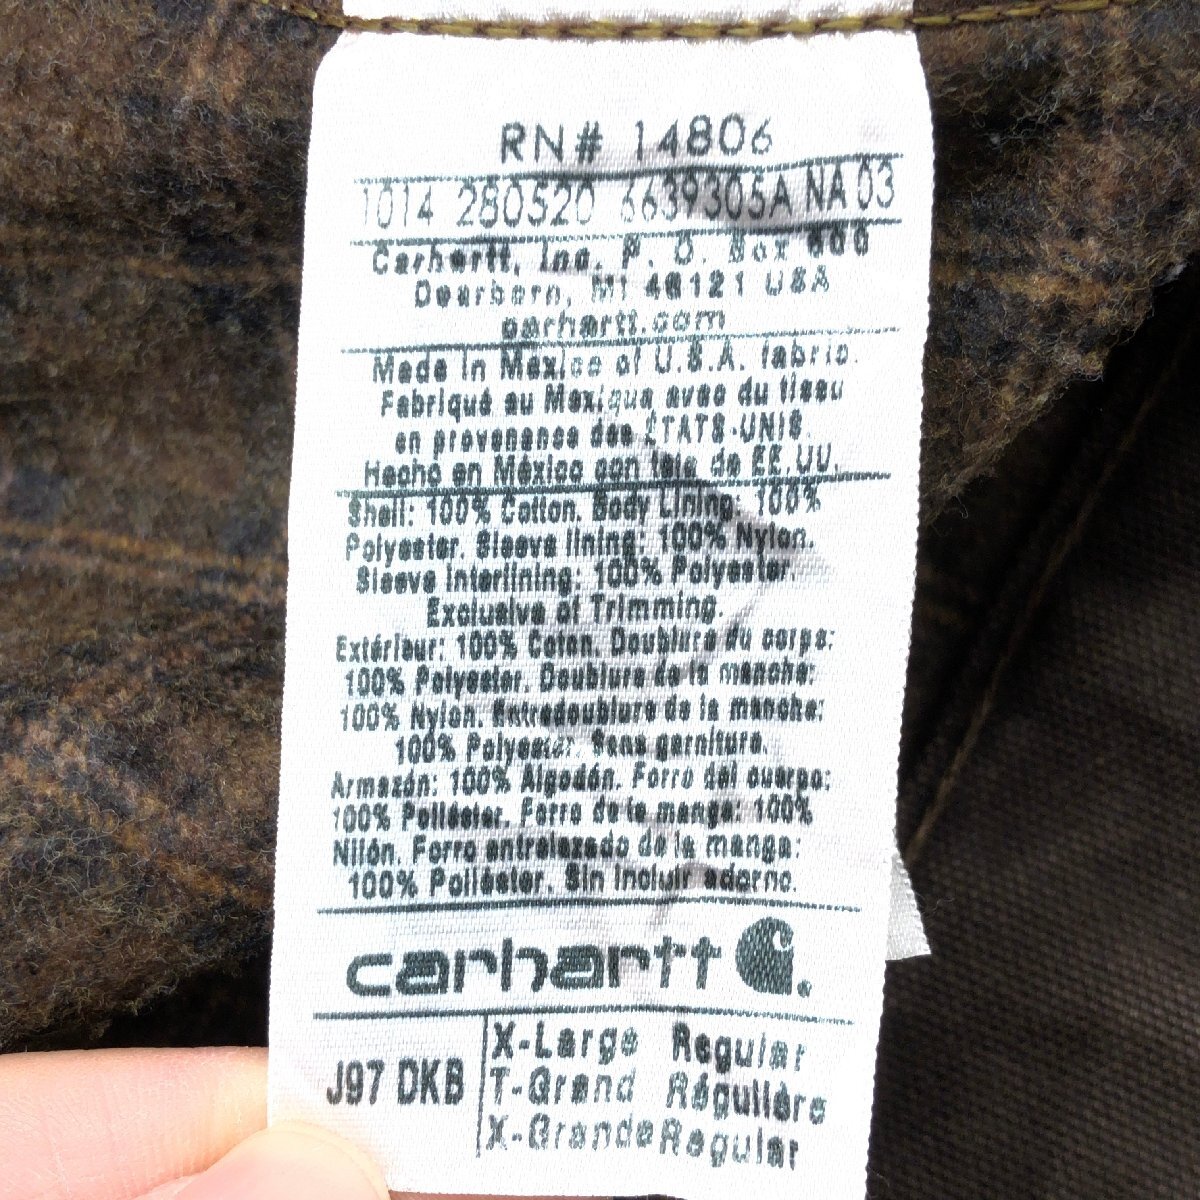 RN# 14806
1014 280520 6639305A NA 03
Carhartt, Inc. P. O. Box 600
Dearborn, MI 48121 USA
carhartt.com
Made in Mexico of U.S.A. fabric.
Fabriqué au Mexique avec du tissu
en provenance des ÉTATS-UNIS.
Hecho en México con tela de EE.UU.
Shell: 100% Cotton. Body Lining: 100%
Polyester. Sleeve lining: 100% Nylon.
Sleeve Interlining: 100% Polyester.
Exclusive of Trimming.
Extérieur: 100% Coton. Doublure du corps:
100% Polyester. Doublure de la manche:
100% Nylon. Entredoublure de la manche:
100% Polyester. Sans garniture.
Armazón: 100% Algodón. Forro del cuerpo:
100% Poliéster. Forro de la manga: 100%
Nilón. Forro entrelazado de la manga:
100% Poliéster. Sin incluir adorno.
carhartt
J97 DKB
X-Large Regular
T-Grand Régulière
X-Grande Regular